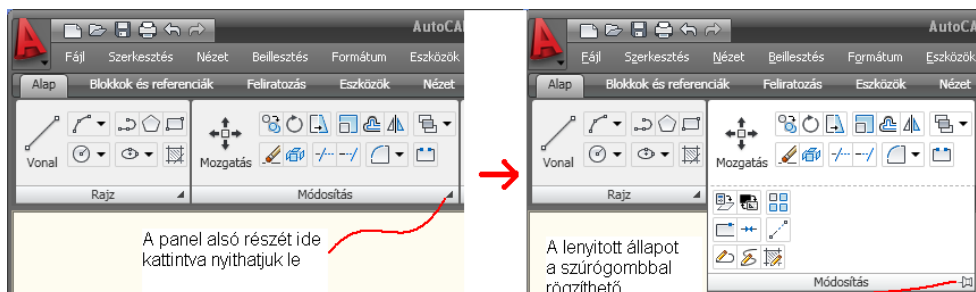 AutoCA
Fájl Szerkesztés Nézet Beillesztés Formátum Eszközök
Alap Blokkok és referenciák Feliratozás Eszközök Nézet
Vonal Mozgatás
Rajz Módosítás
A panel alsó részét ide
kattintva nyithatjuk le
AutoCA
Fájl Szerkesztés Nézet Beillesztés Formátum Eszközök
Alap Blokkok és referenciák Feliratozás Eszközök Nézet
Vonal Mozgatás
Rajz
A lenyitott állapot
a szúrógombbal
rögzíthető
Módosítás